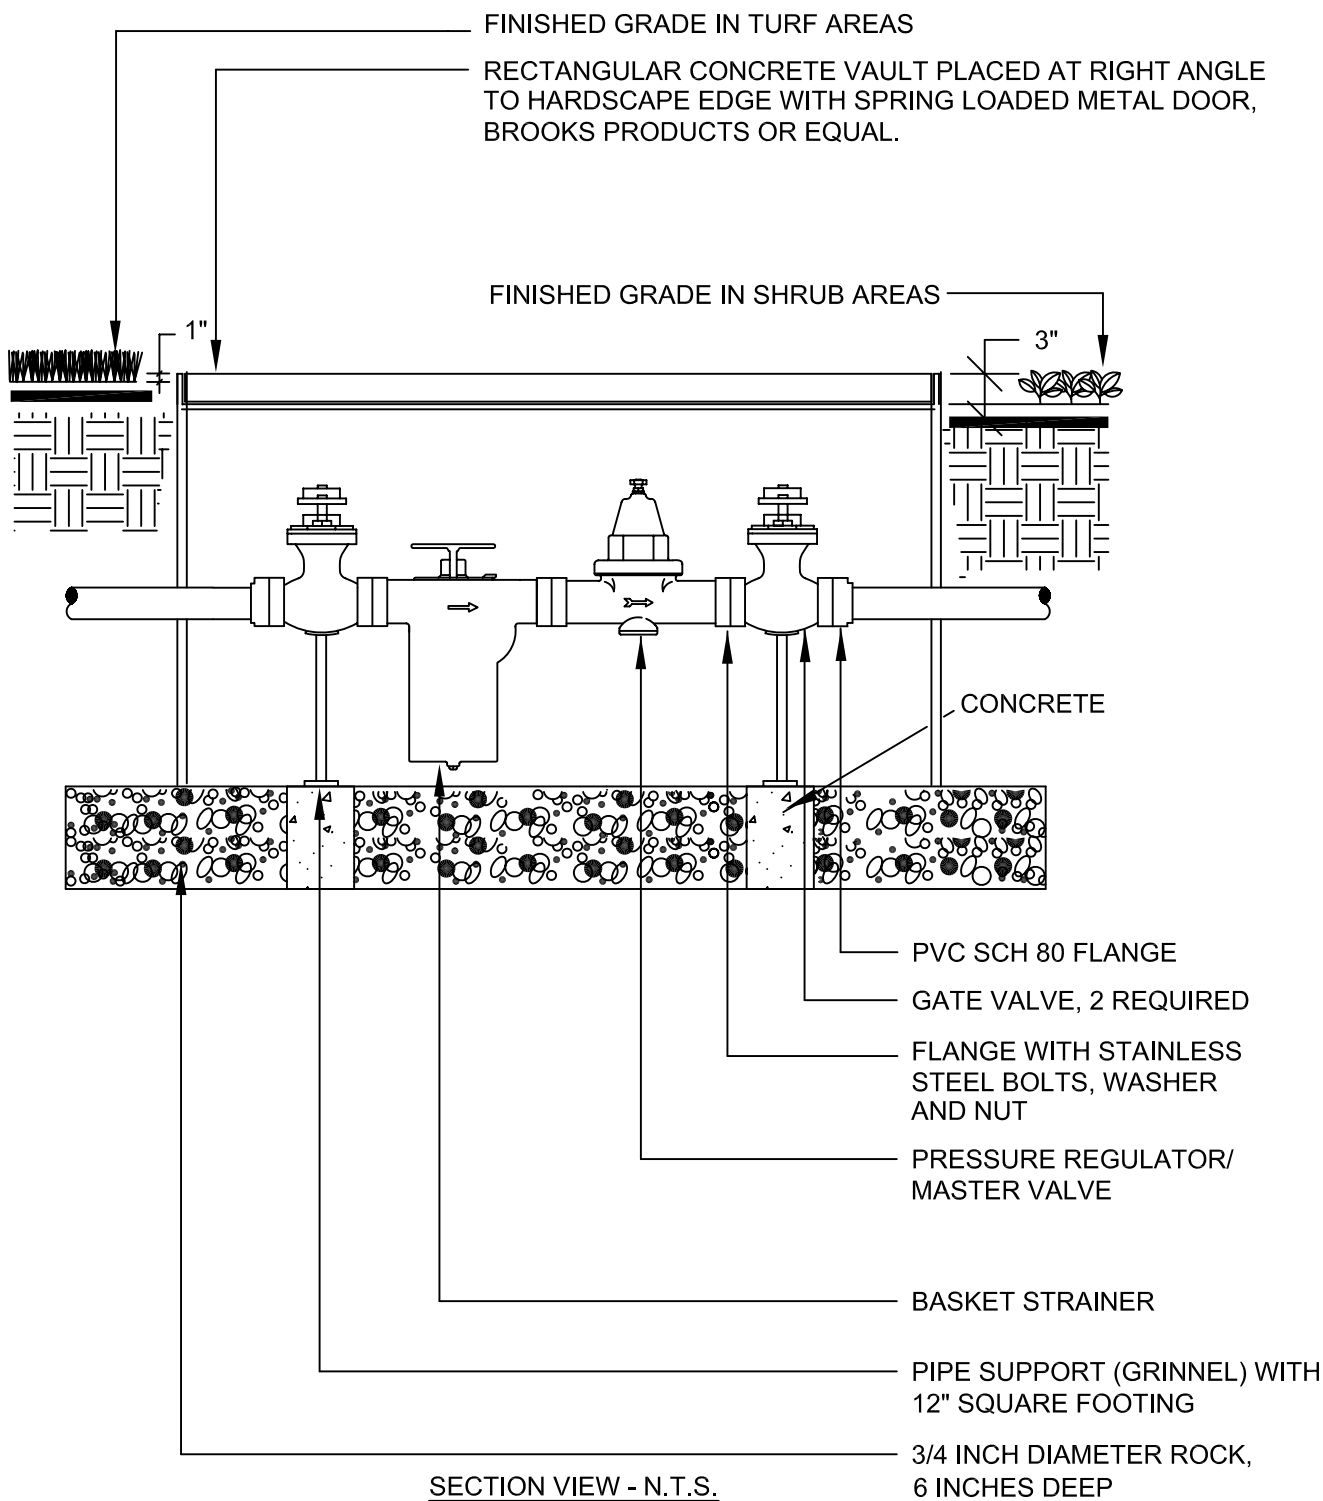 FINISHED GRADE IN TURF AREAS
RECTANGULAR CONCRETE VAULT PLACED AT RIGHT ANGLE
TO HARDSCAPE EDGE WITH SPRING LOADED METAL DOOR,
BROOKS PRODUCTS OR EQUAL.
FINISHED GRADE IN SHRUB AREAS
1"
3"
CONCRETE
PVC SCH 80 FLANGE
GATE VALVE, 2 REQUIRED
FLANGE WITH STAINLESS
STEEL BOLTS, WASHER
AND NUT
PRESSURE REGULATOR/
MASTER VALVE
BASKET STRAINER
PIPE SUPPORT (GRINNEL) WITH
12" SQUARE FOOTING
3/4 INCH DIAMETER ROCK,
6 INCHES DEEP
SECTION VIEW - N.T.S.